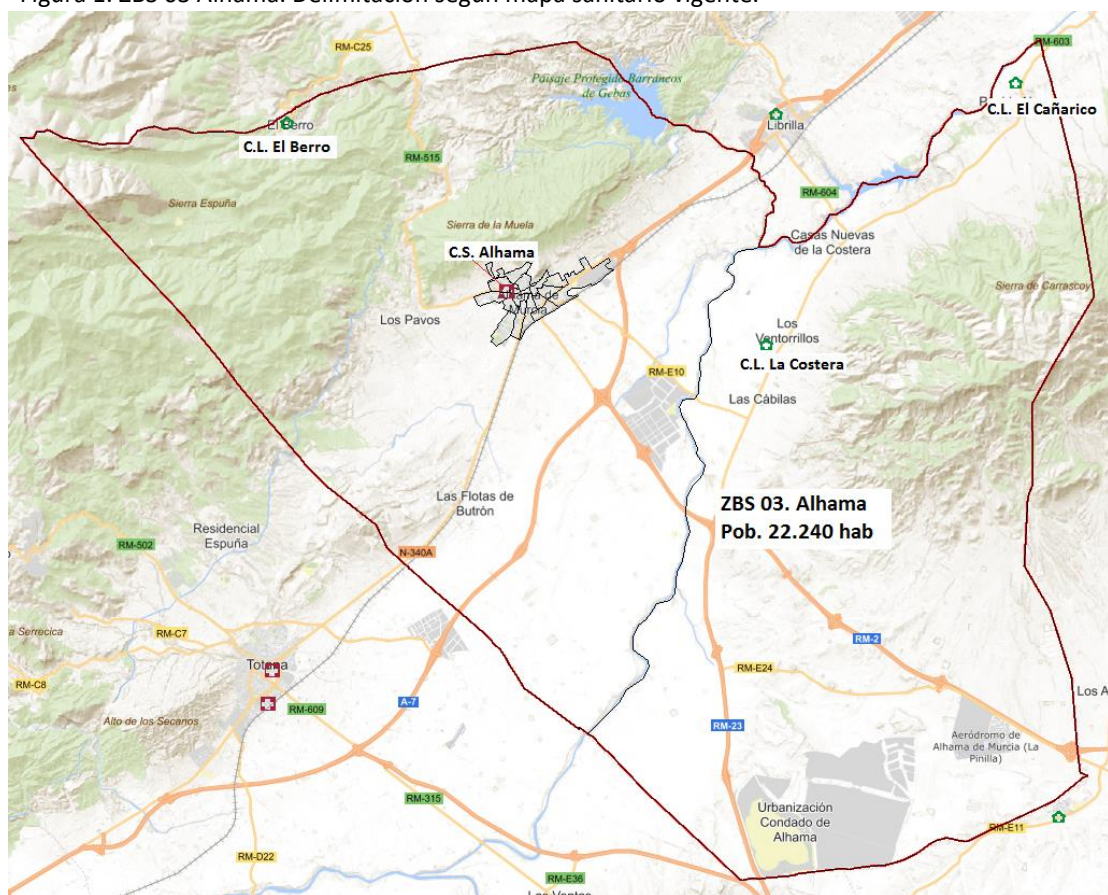 Figura 1. ZBS 03 Alhama. Delimitación según mapa sanitario vigente.
RM-C25
RM-603
Paisaje Protegido Barrancos
de Gebas
El Berro
C.L. El Berro
Librilla
C.L. El Cañarico
RM-515
RM-604
Sierra Espuña
Sierra de la Muela
Casas Nuevas
de la Costera
C.S. Alhama
Alhama de
Murcia
Sierra de Carrascoy
Los Pavos
Los
Ventorrillos
C.L. La Costera
RM-E10
Las Cábilas
Las Flotas de
Butrón
ZBS 03. Alhama
Pob. 22.240 hab
Residencial
Espuña
RM-502
N-340A
RM-C7
RM-2
Totana
RM-E24
RM-C8
RM-609
A-7
Alto de los Secanos
RM-23
Aeródromo de
Alhama de Murcia (La
Pinilla)
RM-315
Urbanización
Condado de
Alhama
RM-E11
RM-D22
RM-E36